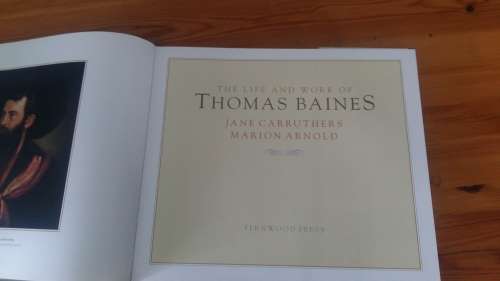 THE LIFE AND WORK OF
THOMAS BAINES
JANE CARRUTHERS
MARION ARNOLD
FERNWOOD PRESS